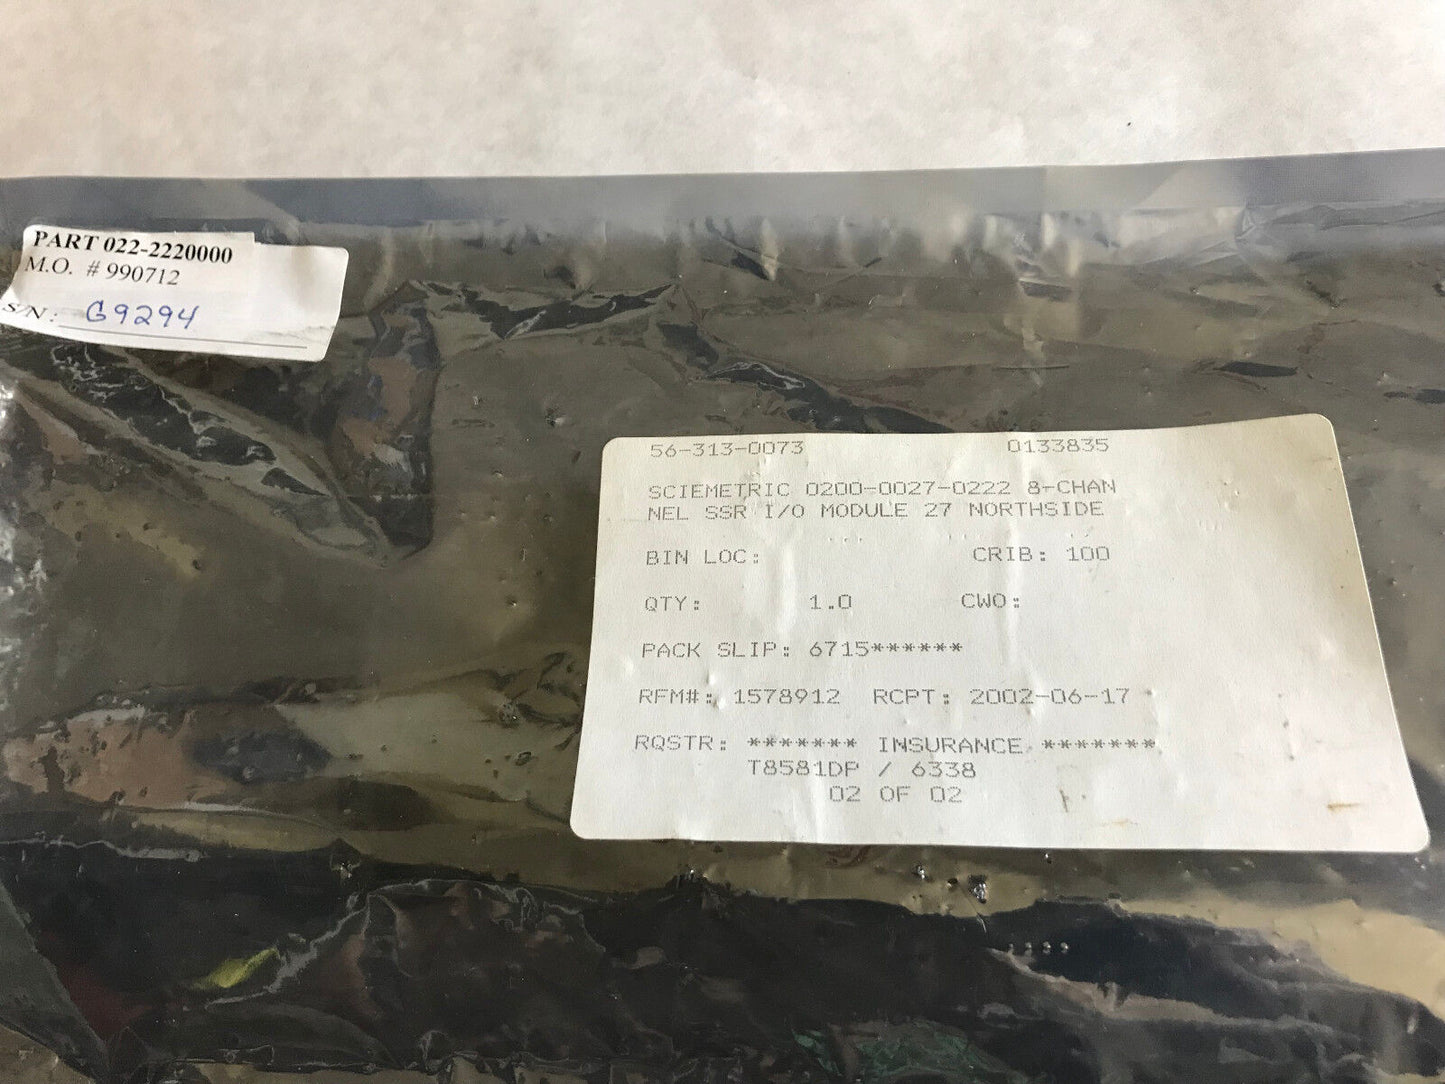 PART 022-2220000
M.O. # 990712
S/N: G9294
56-313-0073 0133835
SCIEMETRIC 0200-0027-0222 8-CHAN
NEL SSR I/O MODULE 27 NORTHSIDE
BIN LOC: CRIB: 100
QTY: 1.0 CWO:
PACK SLIP: 6715******
RFM#: 1578912 RCPT: 2002-06-17
RQSTR: ******* INSURANCE *******
T8581DP / 6338
02 OF 02